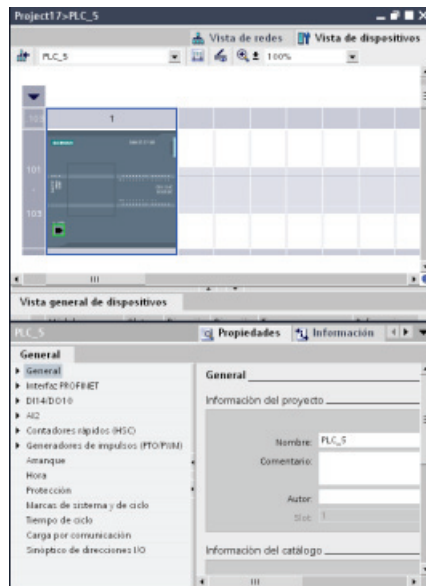 Project17>PLC_5
Vista de redes Vista de dispositivos
PLC_5 100%
103 1
101
103
Vista general de dispositivos
PLC_5 Propiedades Información
General
General
Interfaz PROFINET
DI14/DO10
AI2
Contadores rápidos (HSC)
Generadores de impulsos (PTO/PWM)
Arranque
Hora
Protección
Marcas de sistema y de ciclo
Tiempo de ciclo
Carga por comunicación
Sinóptico de direcciones I/O
General
Información del proyecto
Nombre: PLC_5
Comentario:
Autor:
Slot: 1
Información del catálogo